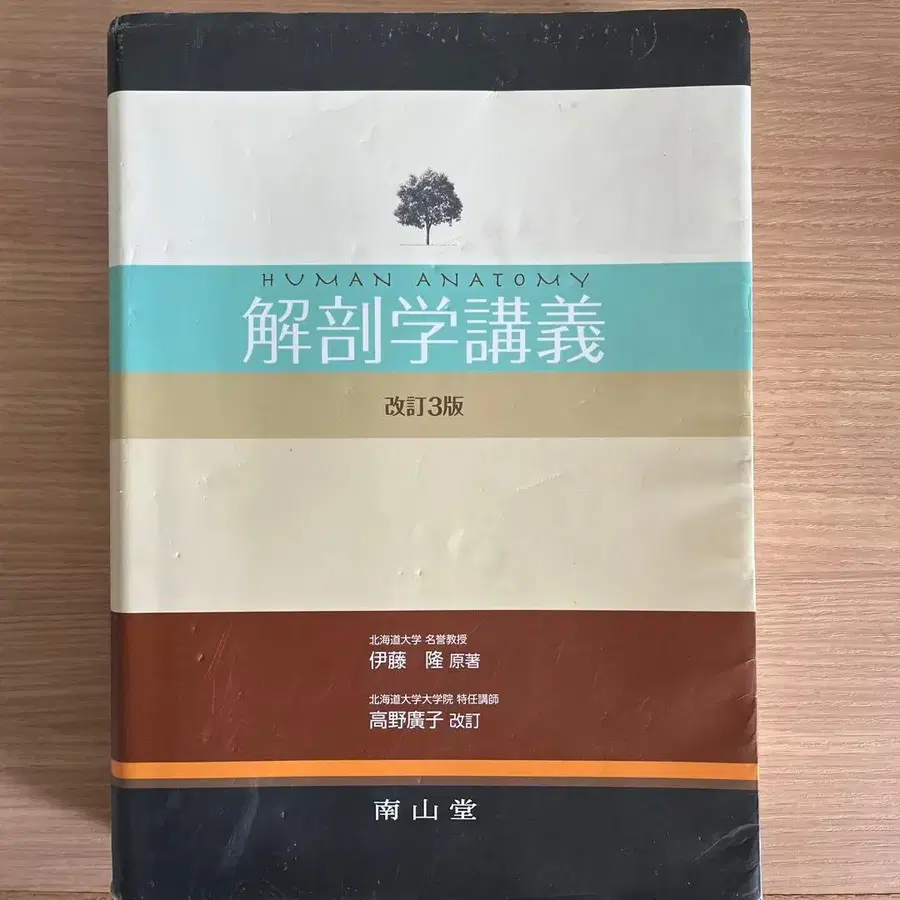 HUMAN ANATOMY
解剖学講義
改訂3版
北海道大学 名誉教授
伊藤 隆 原著
北海道大学大学院 特任講師
高野廣子 改訂
南山堂